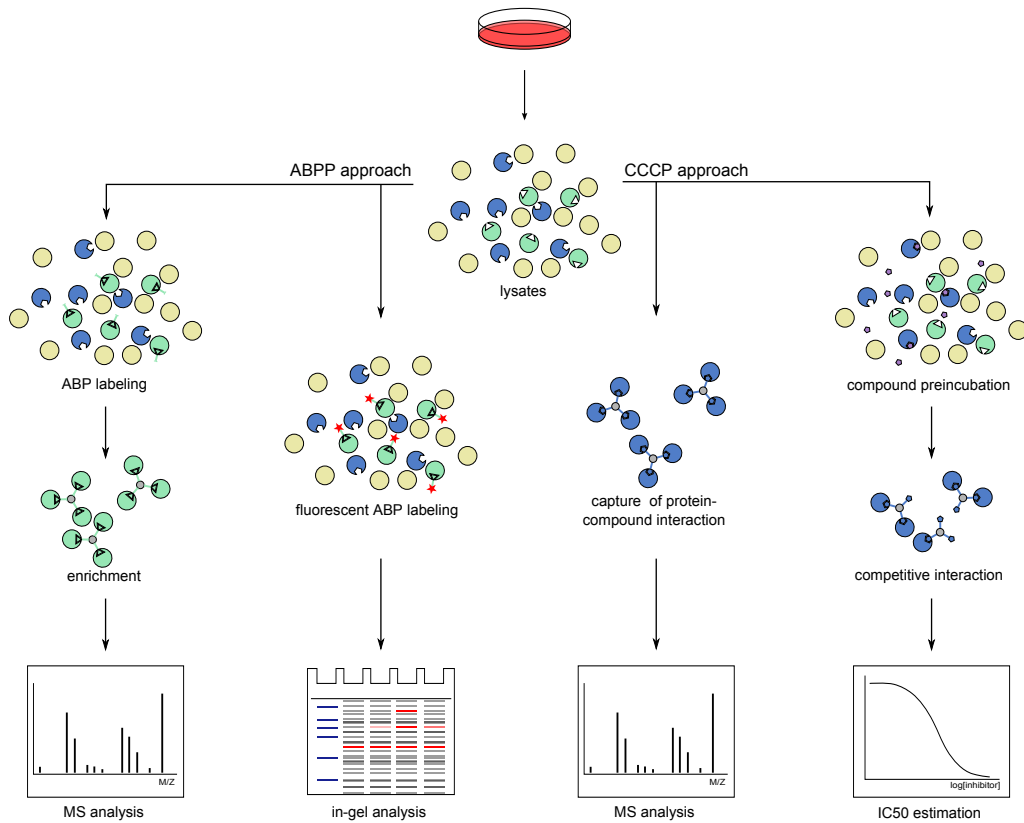 ABPP approach
CCCP approach
lysates
ABP labeling
compound preincubation
fluorescent ABP labeling
capture of protein-
compound interaction
enrichment
competitive interaction
M/Z
M/Z
log[inhibitor]
MS analysis
in-gel analysis
MS analysis
IC50 estimation